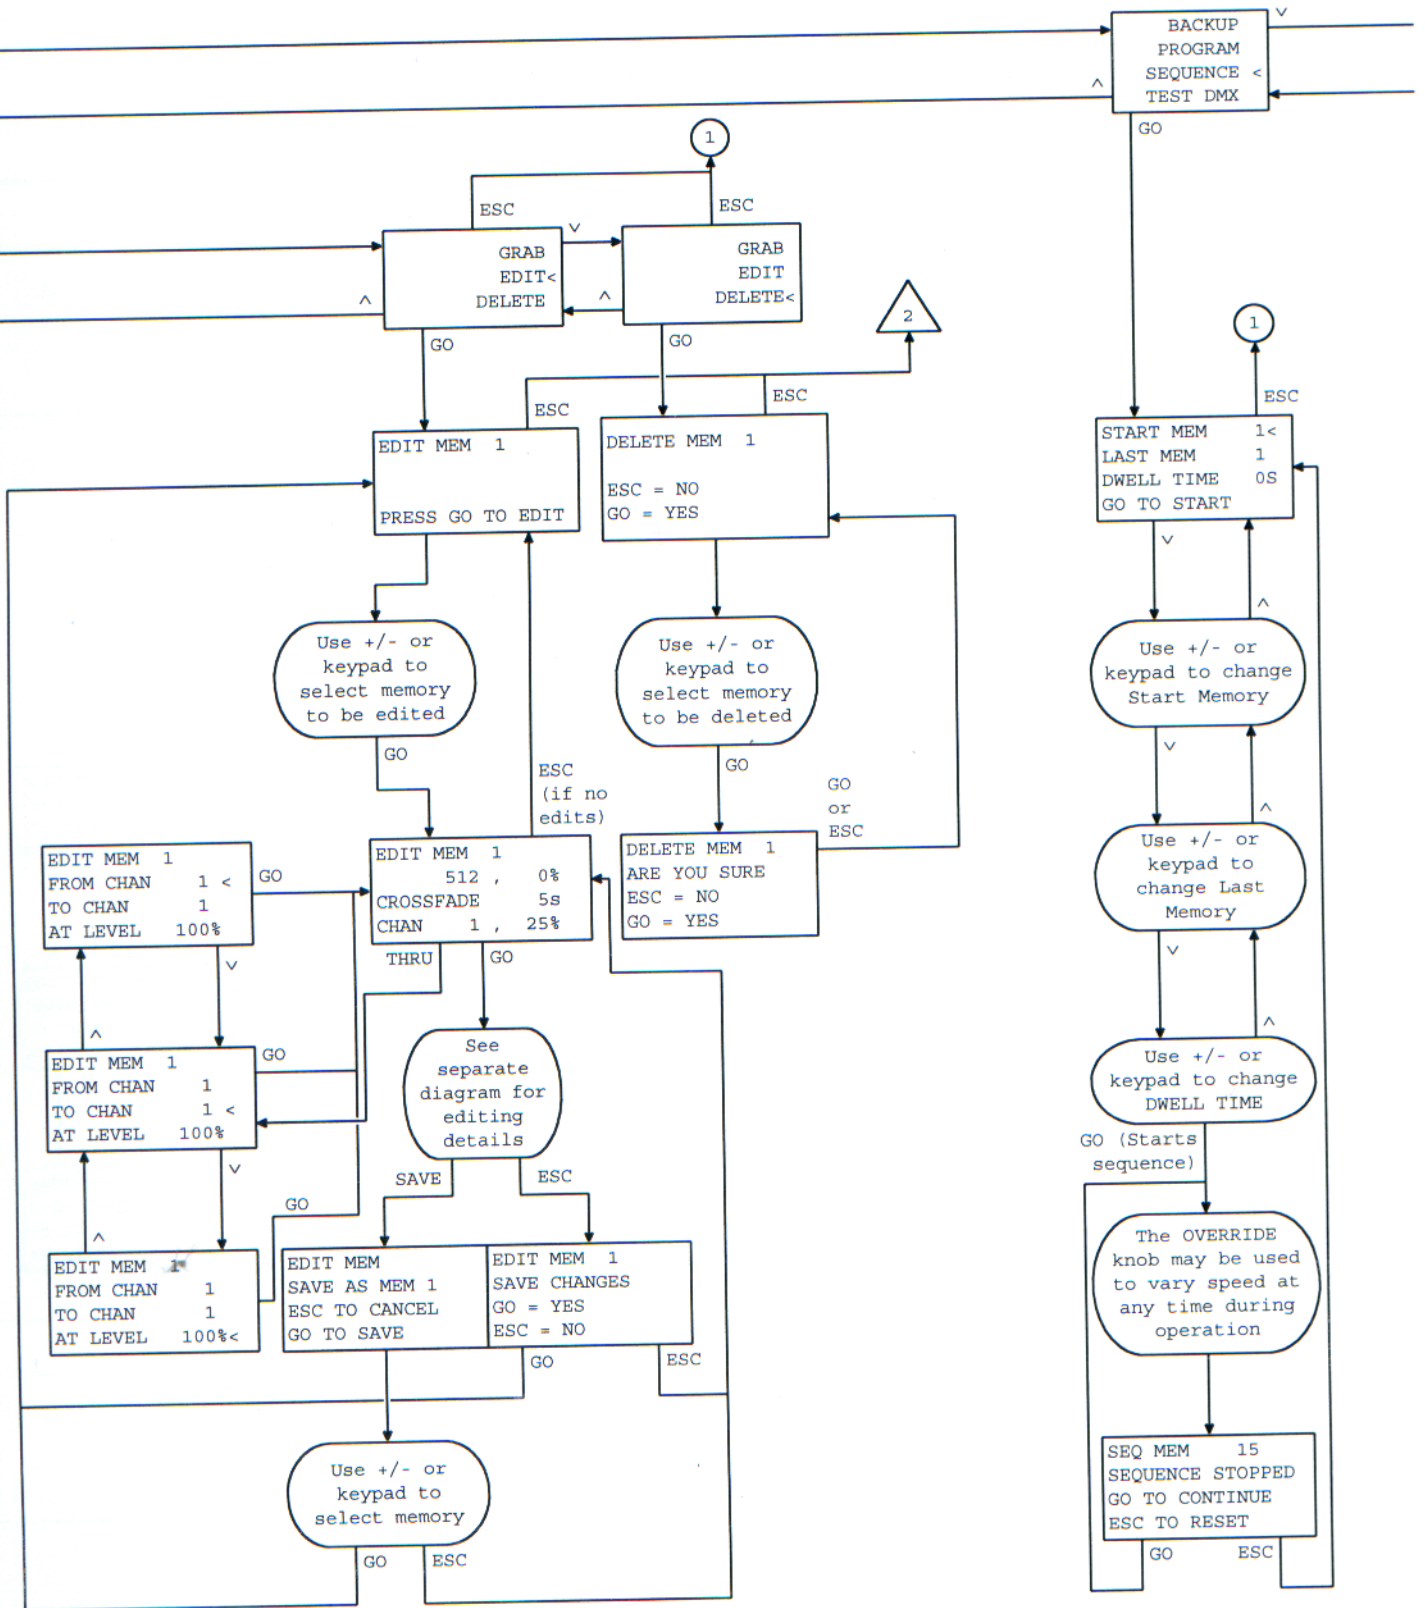 BACKUP
PROGRAM
SEQUENCE <
TEST DMX
v
^
GO
1
ESC
ESC
GRAB
EDIT<
DELETE
v
^
^
GRAB
EDIT
DELETE<
GO
GO
2
ESC
ESC
EDIT MEM 1
PRESS GO TO EDIT
DELETE MEM 1
ESC = NO
GO = YES
Use +/- or
keypad to
select memory
to be edited
GO
Use +/- or
keypad to
select memory
to be deleted
GO
ESC
(if no
edits)
GO
or
ESC
EDIT MEM 1
FROM CHAN 1 <
TO CHAN 1
AT LEVEL 100%
GO
EDIT MEM 1
512 , 0%
CROSSFADE 5s
CHAN 1 , 25%
DELETE MEM 1
ARE YOU SURE
ESC = NO
GO = YES
THRU
GO
v
^
EDIT MEM 1
FROM CHAN 1
TO CHAN 1 <
AT LEVEL 100%
GO
See
separate
diagram for
editing
details
v
^
SAVE
ESC
GO
EDIT MEM 1
FROM CHAN 1
TO CHAN 1
AT LEVEL 100%<
EDIT MEM
SAVE AS MEM 1
ESC TO CANCEL
GO TO SAVE
EDIT MEM 1
SAVE CHANGES
GO = YES
ESC = NO
GO
ESC
Use +/- or
keypad to
select memory
GO
ESC
1
ESC
START MEM 1<
LAST MEM 1
DWELL TIME 0S
GO TO START
v
^
Use +/- or
keypad to change
Start Memory
v
^
Use +/- or
keypad to
change Last
Memory
v
^
Use +/- or
keypad to change
DWELL TIME
GO (Starts
sequence)
The OVERRIDE
knob may be used
to vary speed at
any time during
operation
SEQ MEM 15
SEQUENCE STOPPED
GO TO CONTINUE
ESC TO RESET
GO
ESC